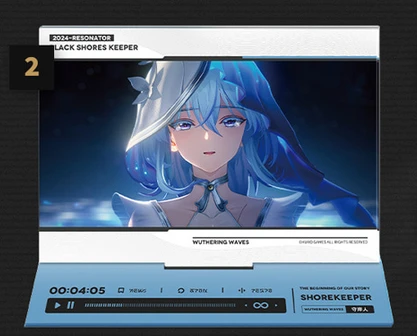 2
2024-RESONATOR
LACK SHORES KEEPER
WUTHERING WAVES
©KURO GAMES ALL RIGHTS RESERVED
00:04:05
THE BEGINNING OF OUR STORY
SHOREKEEPER
WUTHERING WAVES
守岸人